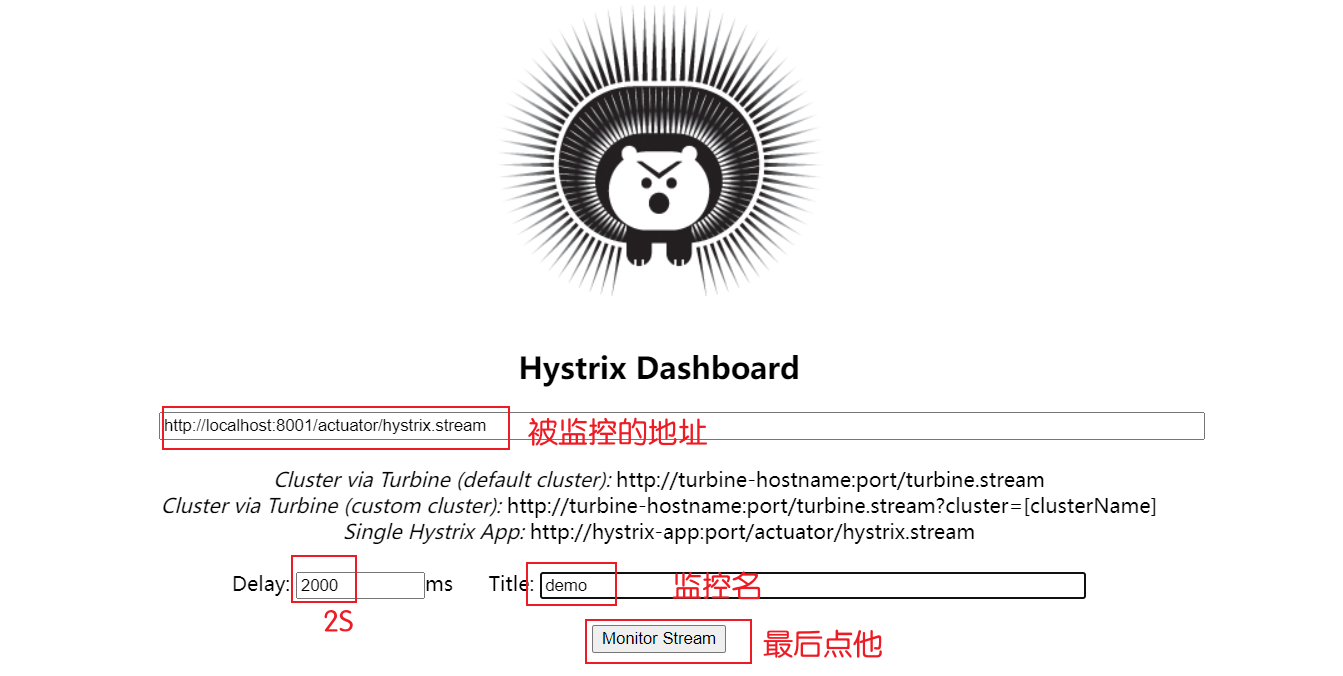 Hystrix Dashboard
http://localhost:8001/actuator/hystrix.stream 被监控的地址
Cluster via Turbine (default cluster): http://turbine-hostname:port/turbine.stream
Cluster via Turbine (custom cluster): http://turbine-hostname:port/turbine.stream?cluster=[clusterName]
Single Hystrix App: http://hystrix-app:port/actuator/hystrix.stream
Delay: 2000 ms Title: demo 监控名
2S
Monitor Stream 最后点他